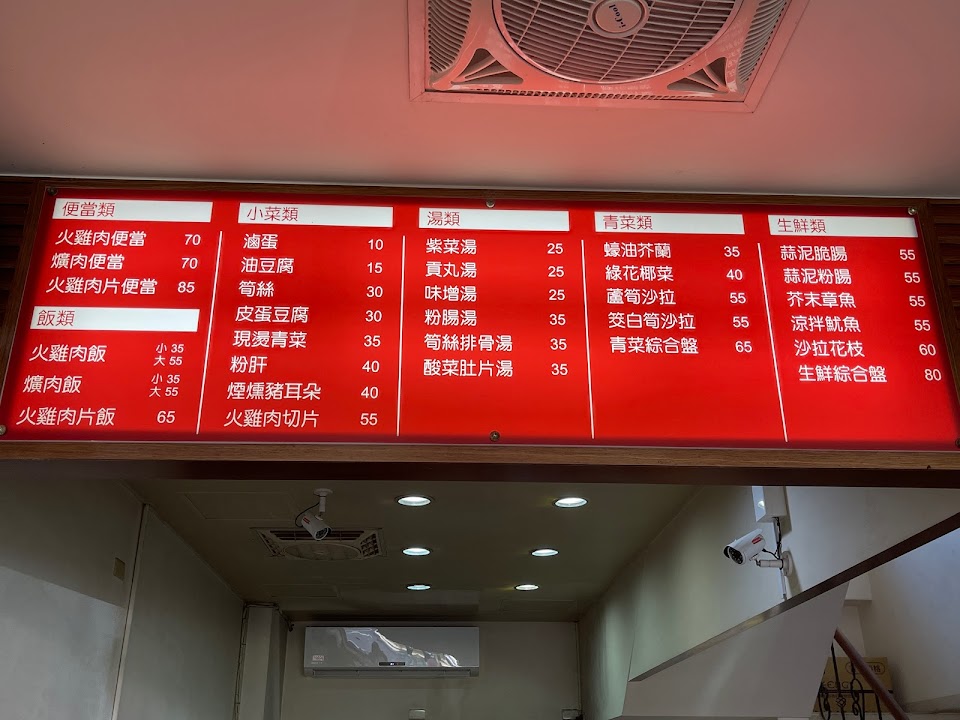 便當類
火雞肉便當 70
爌肉便當 70
火雞肉片便當 85
飯類
火雞肉飯 小 35
大 55
爌肉飯 小 35
大 55
火雞肉片飯 65
小菜類
滷蛋 10
油豆腐 15
筍絲 30
皮蛋豆腐 30
現燙青菜 35
粉肝 40
煙燻豬耳朵 40
火雞肉切片 55
湯類
紫菜湯 25
貢丸湯 25
味增湯 25
粉腸湯 35
筍絲排骨湯 35
酸菜肚片湯 35
青菜類
蠔油芥蘭 35
綠花椰菜 40
蘆筍沙拉 55
筊白筍沙拉 55
青菜綜合盤 65
生鮮類
蒜泥脆腸 55
蒜泥粉腸 55
芥末章魚 55
涼拌魷魚 55
沙拉花枝 60
生鮮綜合盤 80